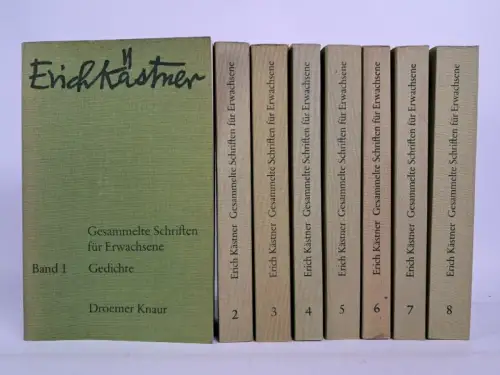 Erich Kästner
Gesammelte Schriften
für Erwachsene
Band 1 Gedichte
Droemer Knaur
Erich Kästner Gesammelte Schriften für Erwachsene 2
Erich Kästner Gesammelte Schriften für Erwachsene 3
Erich Kästner Gesammelte Schriften für Erwachsene 4
Erich Kästner Gesammelte Schriften für Erwachsene 5
Erich Kästner Gesammelte Schriften für Erwachsene 6
Erich Kästner Gesammelte Schriften für Erwachsene 7
Erich Kästner Gesammelte Schriften für Erwachsene 8